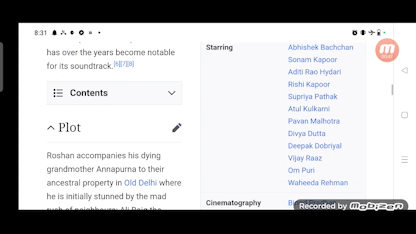 8:31
has over the years become notable
for its soundtrack.[6][7][8]
Contents
Plot
Roshan accompanies his dying
grandmother Annapurna to their
ancestral property in Old Delhi where
he is initially stunned by the mad
Starring
Abhishek Bachchan
Sonam Kapoor
Aditi Rao Hydari
Rishi Kapoor
Supriya Pathak
Atul Kulkarni
Pavan Malhotra
Divya Dutta
Deepak Dobriyal
Vijay Raaz
Om Puri
Waheeda Rehman
Cinematography
Recorded by mobizen